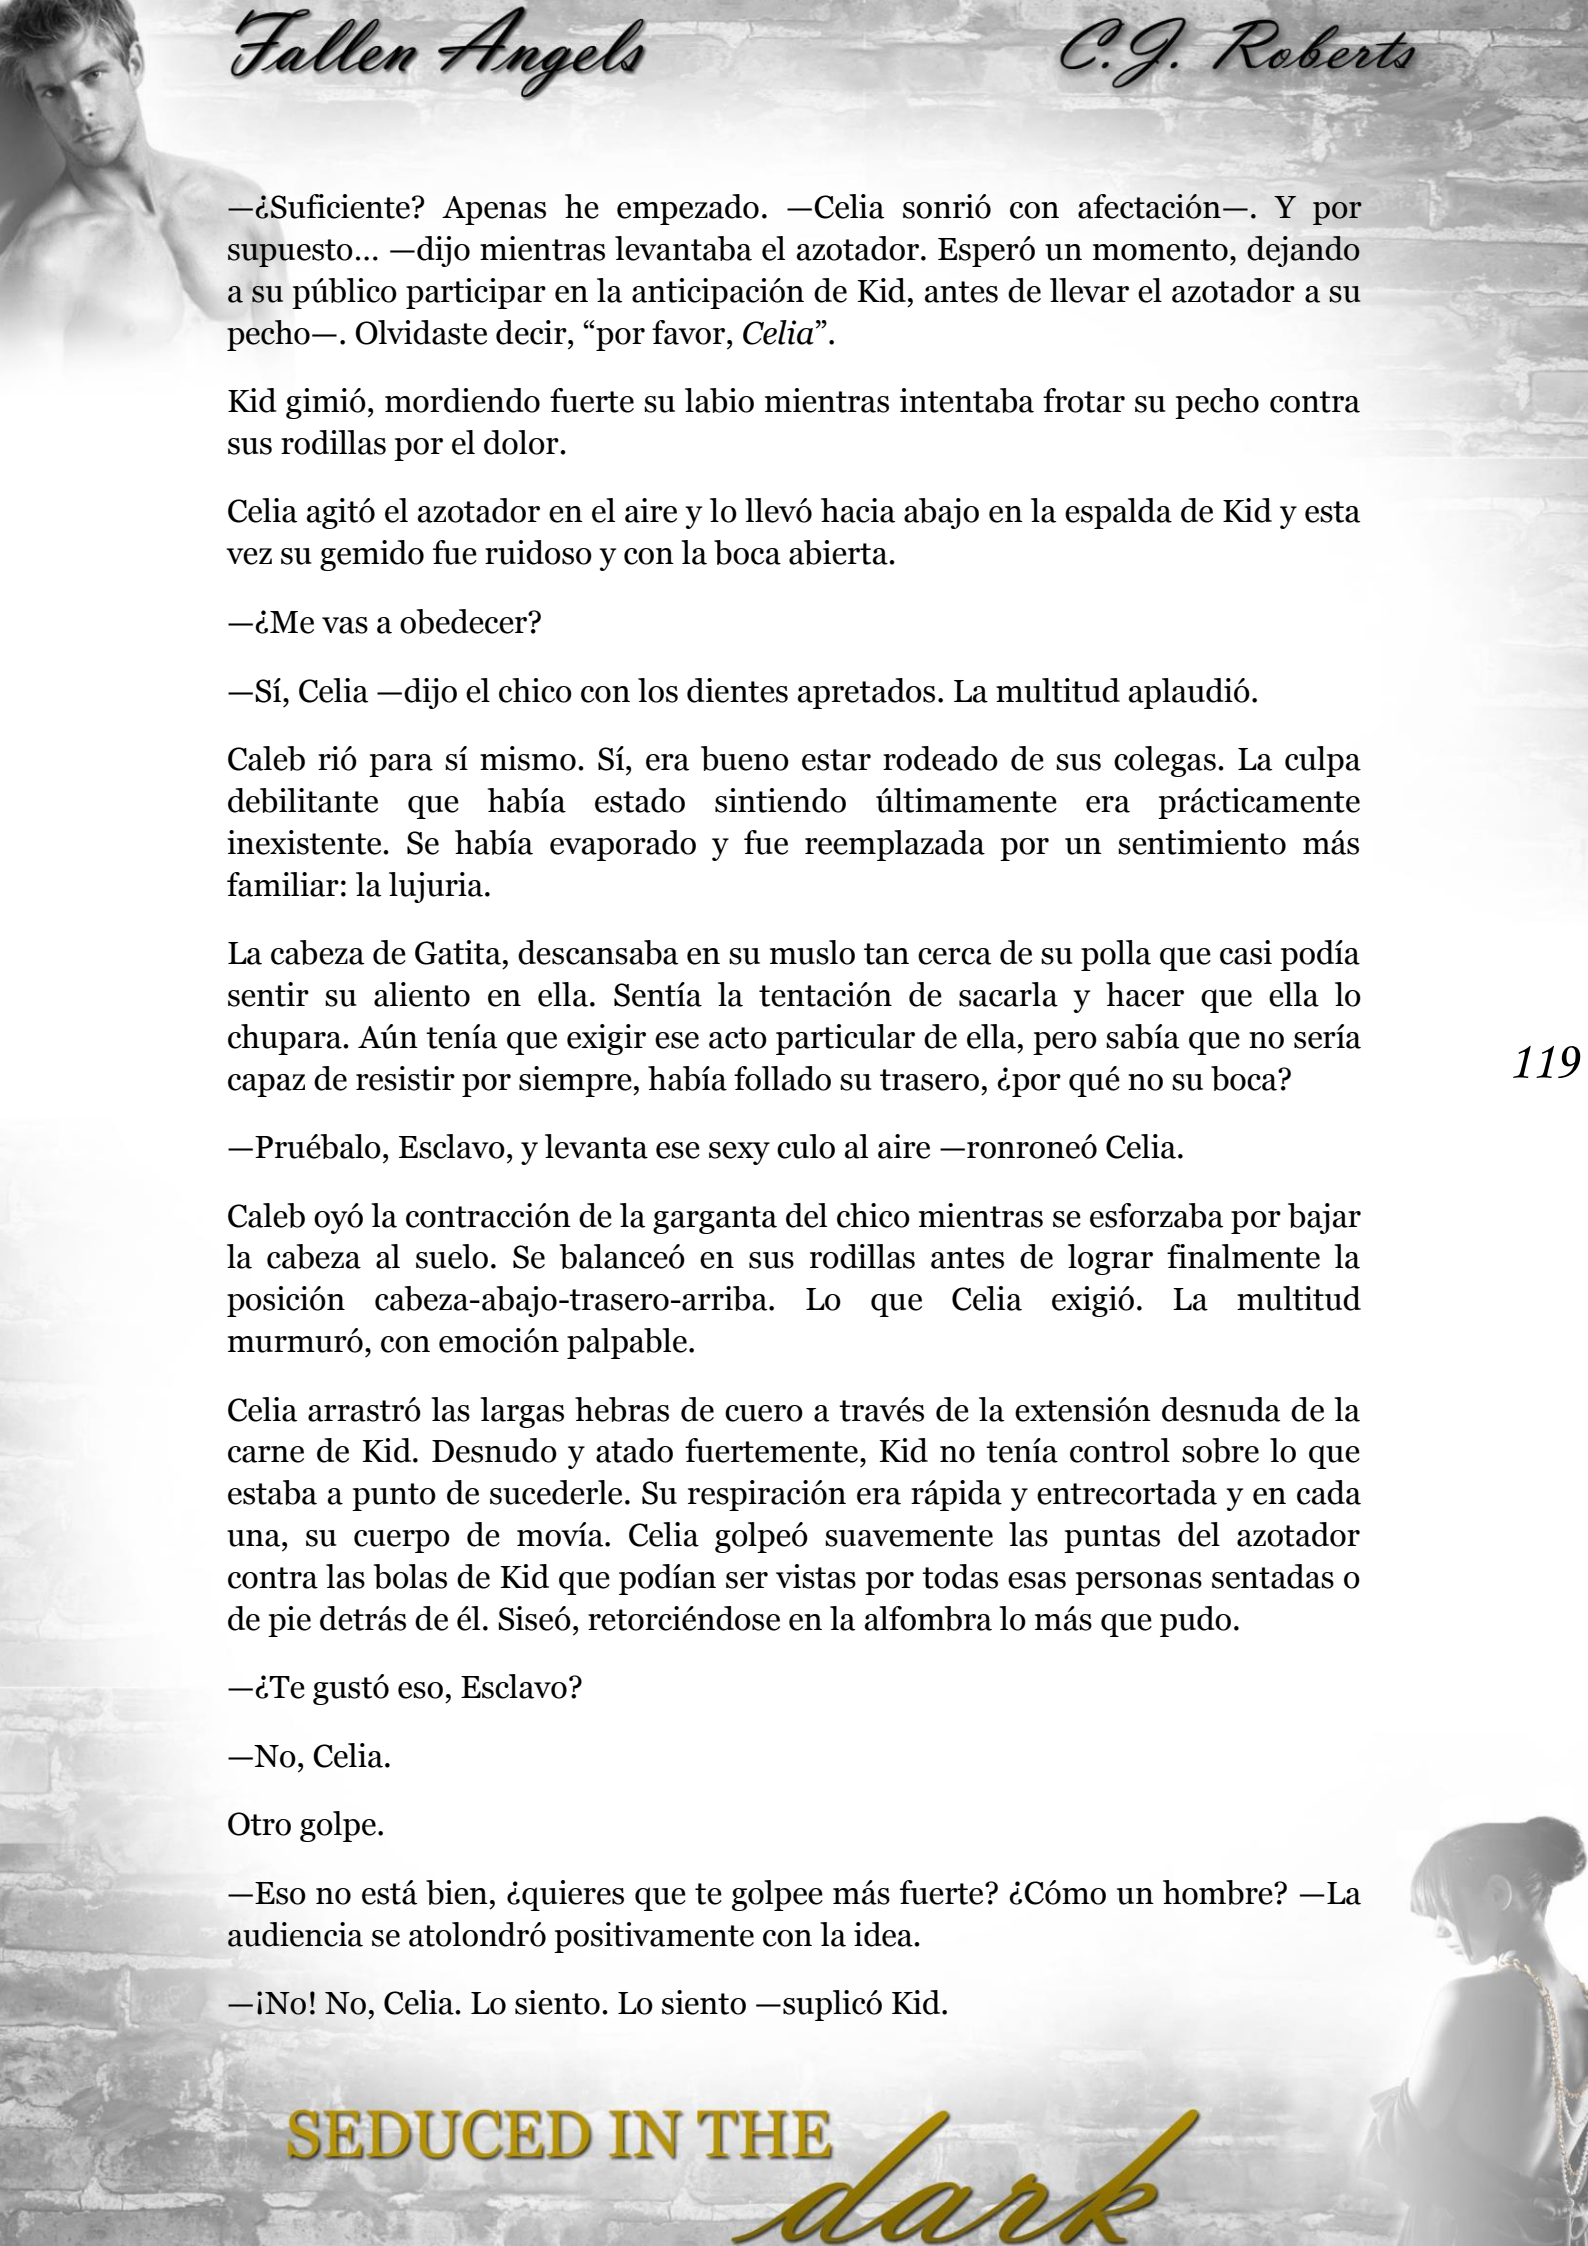 Fallen Angels
C.J. Roberts
—¿Suficiente? Apenas he empezado. —Celia sonrió con afectación—. Y por
supuesto... —dijo mientras levantaba el azotador. Esperó un momento, dejando
a su público participar en la anticipación de Kid, antes de llevar el azotador a su
pecho—. Olvidaste decir, “por favor, Celia”.
Kid gimió, mordiendo fuerte su labio mientras intentaba frotar su pecho contra
sus rodillas por el dolor.
Celia agitó el azotador en el aire y lo llevó hacia abajo en la espalda de Kid y esta
vez su gemido fue ruidoso y con la boca abierta.
—¿Me vas a obedecer?
—Sí, Celia —dijo el chico con los dientes apretados. La multitud aplaudió.
Caleb rió para sí mismo. Sí, era bueno estar rodeado de sus colegas. La culpa
debilitante que había estado sintiendo últimamente era prácticamente
inexistente. Se había evaporado y fue reemplazada por un sentimiento más
familiar: la lujuria.
La cabeza de Gatita, descansaba en su muslo tan cerca de su polla que casi podía
sentir su aliento en ella. Sentía la tentación de sacarla y hacer que ella lo
chupara. Aún tenía que exigir ese acto particular de ella, pero sabía que no sería
capaz de resistir por siempre, había follado su trasero, ¿por qué no su boca?
119
—Pruébalo, Esclavo, y levanta ese sexy culo al aire —ronroneó Celia.
Caleb oyó la contracción de la garganta del chico mientras se esforzaba por bajar
la cabeza al suelo. Se balanceó en sus rodillas antes de lograr finalmente la
posición cabeza-abajo-trasero-arriba. Lo que Celia exigió. La multitud
murmuró, con emoción palpable.
Celia arrastró las largas hebras de cuero a través de la extensión desnuda de la
carne de Kid. Desnudo y atado fuertemente, Kid no tenía control sobre lo que
estaba a punto de sucederle. Su respiración era rápida y entrecortada y en cada
una, su cuerpo de movía. Celia golpeó suavemente las puntas del azotador
contra las bolas de Kid que podían ser vistas por todas esas personas sentadas o
de pie detrás de él. Siseó, retorciéndose en la alfombra lo más que pudo.
—¿Te gustó eso, Esclavo?
—No, Celia.
Otro golpe.
—Eso no está bien, ¿quieres que te golpee más fuerte? ¿Cómo un hombre? —La
audiencia se atolondró positivamente con la idea.
—¡No! No, Celia. Lo siento. Lo siento —suplicó Kid.
SEDUCED IN THE
dark